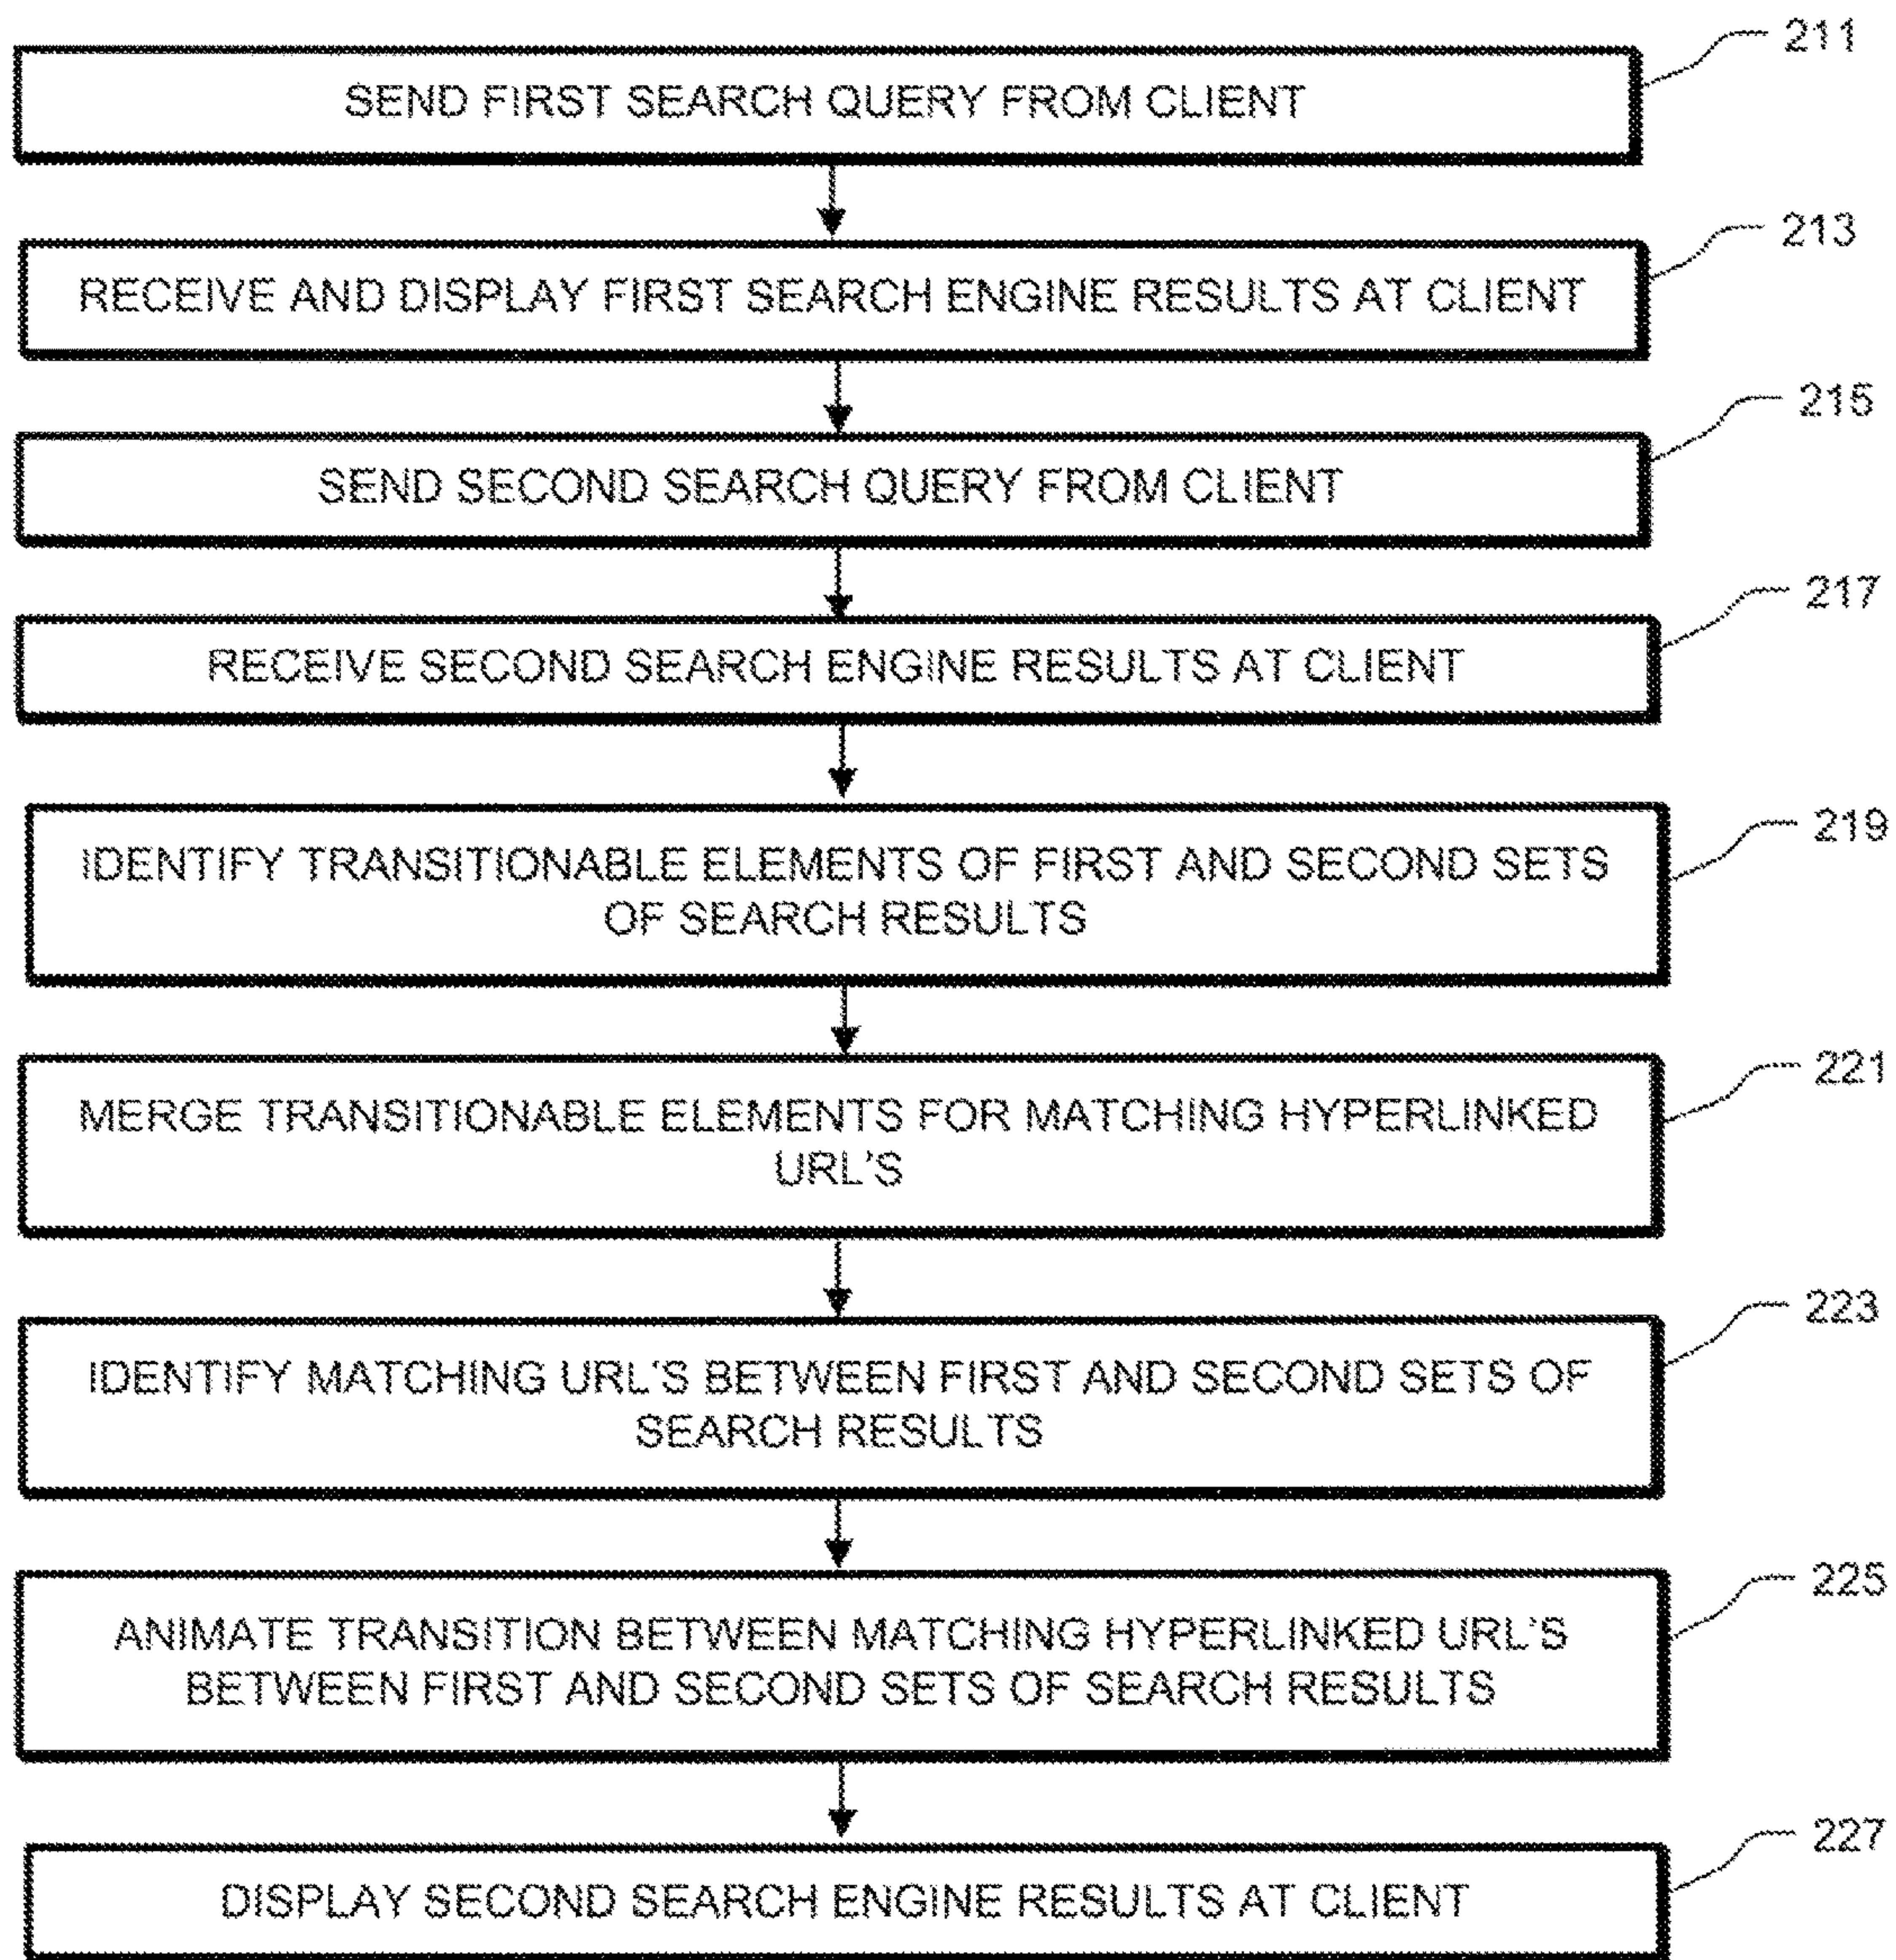 211
SEND FIRST SEARCH QUERY FROM CLIENT
213
RECEIVE AND DISPLAY FIRST SEARCH ENGINE RESULTS AT CLIENT
215
SEND SECOND SEARCH QUERY FROM CLIENT
217
RECEIVE SECOND SEARCH ENGINE RESULTS AT CLIENT
219
IDENTIFY TRANSITIONABLE ELEMENTS OF FIRST AND SECOND SETS
OF SEARCH RESULTS
221
MERGE TRANSITIONABLE ELEMENTS FOR MATCHING HYPERLINKED
URL'S
223
IDENTIFY MATCHING URL'S BETWEEN FIRST AND SECOND SETS OF
SEARCH RESULTS
225
ANIMATE TRANSITION BETWEEN MATCHING HYPERLINKED URL'S
BETWEEN FIRST AND SECOND SETS OF SEARCH RESULTS
227
DISPLAY SECOND SEARCH ENGINE RESULTS AT CLIENT